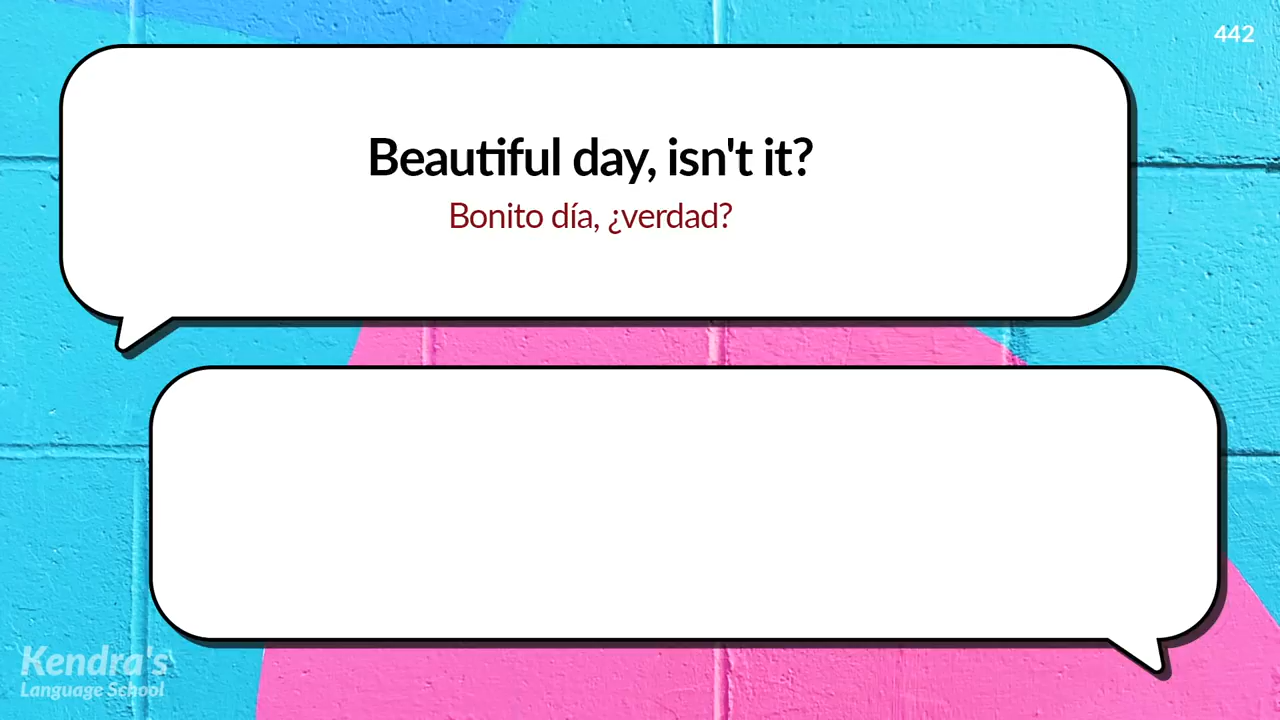 442
Beautiful day, isn't it?
Bonito día, ¿verdad?
Kendra's
Language School